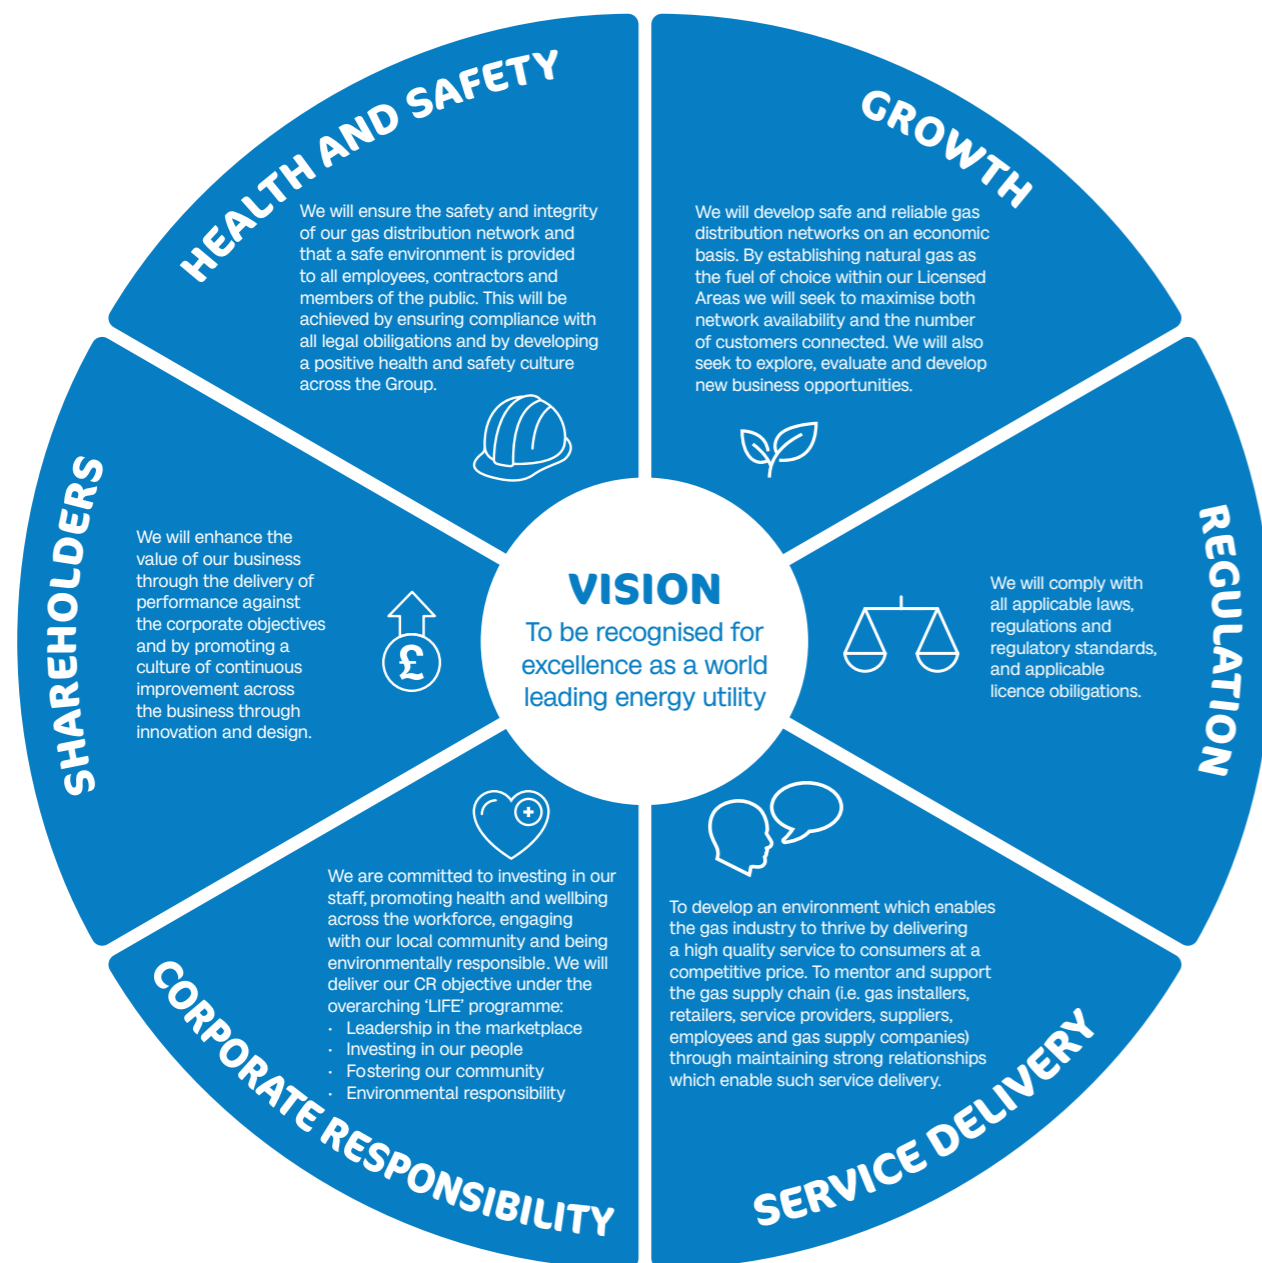 HEALTH AND SAFETY
We will ensure the safety and integrity
of our gas distribution network and
that a safe environment is provided
to all employees, contractors and
members of the public. This will be
achieved by ensuring compliance with
all legal obiligations and by developing
a positive health and safety culture
across the Group.
GROWTH
We will develop safe and reliable gas
distribution networks on an economic
basis. By establishing natural gas as
the fuel of choice within our Licensed
Areas we will seek to maximise both
network availability and the number
of customers connected. We will also
seek to explore, evaluate and develop
new business opportunities.
SHAREHOLDERS
We will enhance the
value of our business
through the delivery of
performance against
the corporate objectives
and by promoting a
culture of continuous
improvement across
the business through
innovation and design.
£
VISION
To be recognised for
excellence as a world
leading energy utility
REGULATION
We will comply with
all applicable laws,
regulations and
regulatory standards,
and applicable
licence obiligations.
CORPORATE RESPONSIBILITY
We are committed to investing in our
staff, promoting health and wellbing
across the workforce, engaging
with our local community and being
environmentally responsible. We will
deliver our CR objective under the
overarching ‘LIFE’ programme:
· Leadership in the marketplace
· Investing in our people
· Fostering our community
· Environmental responsibility
SERVICE DELIVERY
To develop an environment which enables
the gas industry to thrive by delivering
a high quality service to consumers at a
competitive price. To mentor and support
the gas supply chain (i.e. gas installers,
retailers, service providers, suppliers,
employees and gas supply companies)
through maintaining strong relationships
which enable such service delivery.